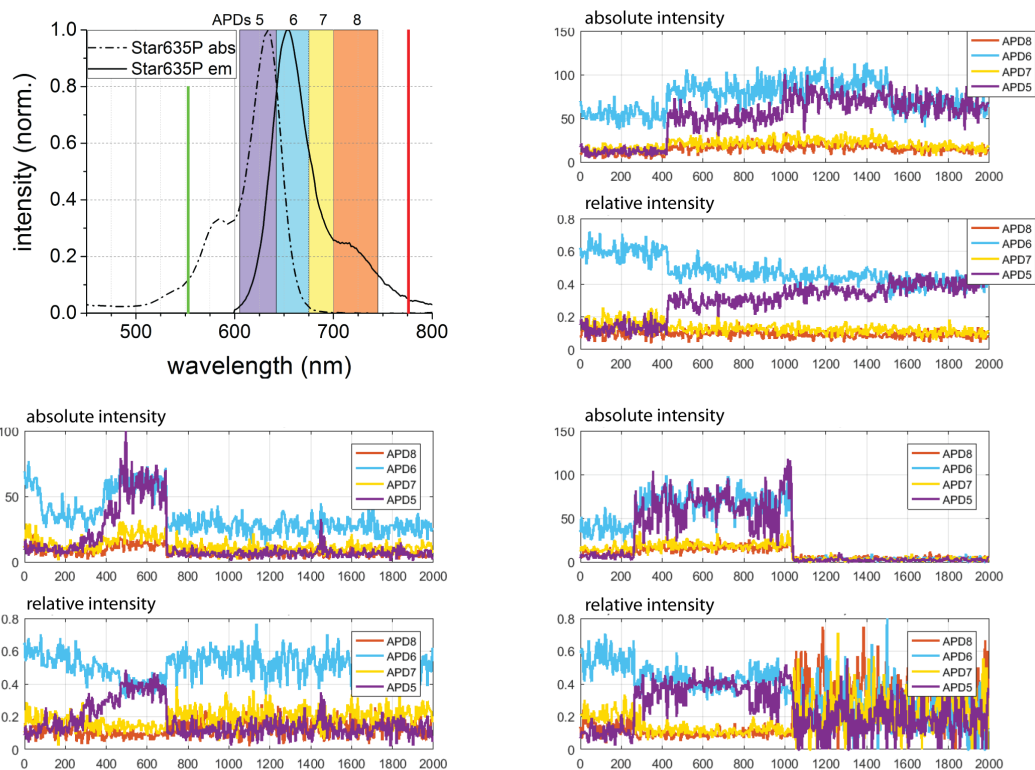 APDs 5 6 7 8
Star635P abs
Star635P em
intensity (norm.)
1.0
0.8
0.6
0.4
0.2
0.0
500 600 700 800
wavelength (nm)
absolute intensity
150
100
50
0
APD8
APD6
APD7
APD5
0 200 400 600 800 1000 1200 1400 1600 1800 2000
relative intensity
0.8
0.6
0.4
0.2
0
APD8
APD6
APD7
APD5
0 200 400 600 800 1000 1200 1400 1600 1800 2000
absolute intensity
100
50
0
APD8
APD6
APD7
APD5
0 200 400 600 800 1000 1200 1400 1600 1800 2000
relative intensity
0.8
0.6
0.4
0.2
0
APD8
APD6
APD7
APD5
0 200 400 600 800 1000 1200 1400 1600 1800 2000
absolute intensity
150
100
50
0
APD8
APD6
APD7
APD5
0 200 400 600 800 1000 1200 1400 1600 1800 2000
relative intensity
0.8
0.6
0.4
0.2
0
APD8
APD6
APD7
APD5
0 200 400 600 800 1000 1200 1400 1600 1800 2000